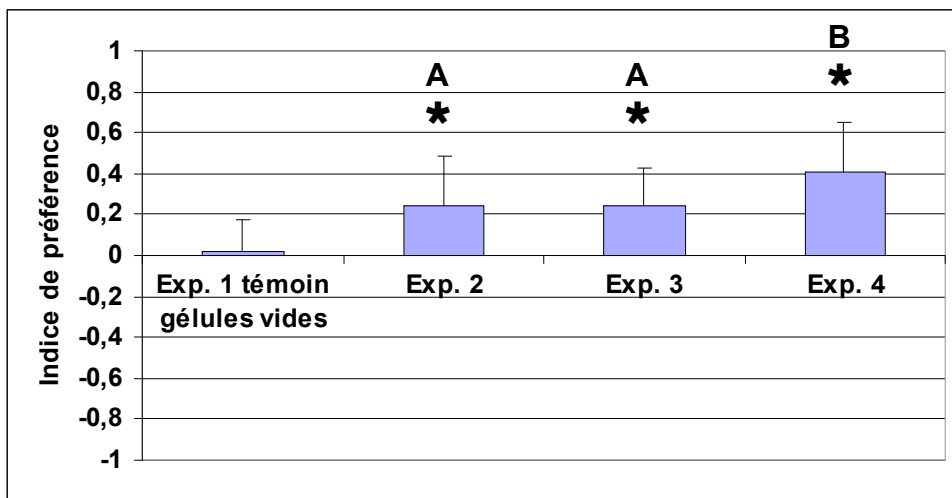 Indice de préférence
1
0,8
0,6
0,4
0,2
0
-0,2
-0,4
-0,6
-0,8
-1
A
*
A
*
B
*
Exp. 1 témoin
gélules vides
Exp. 2
Exp. 3
Exp. 4